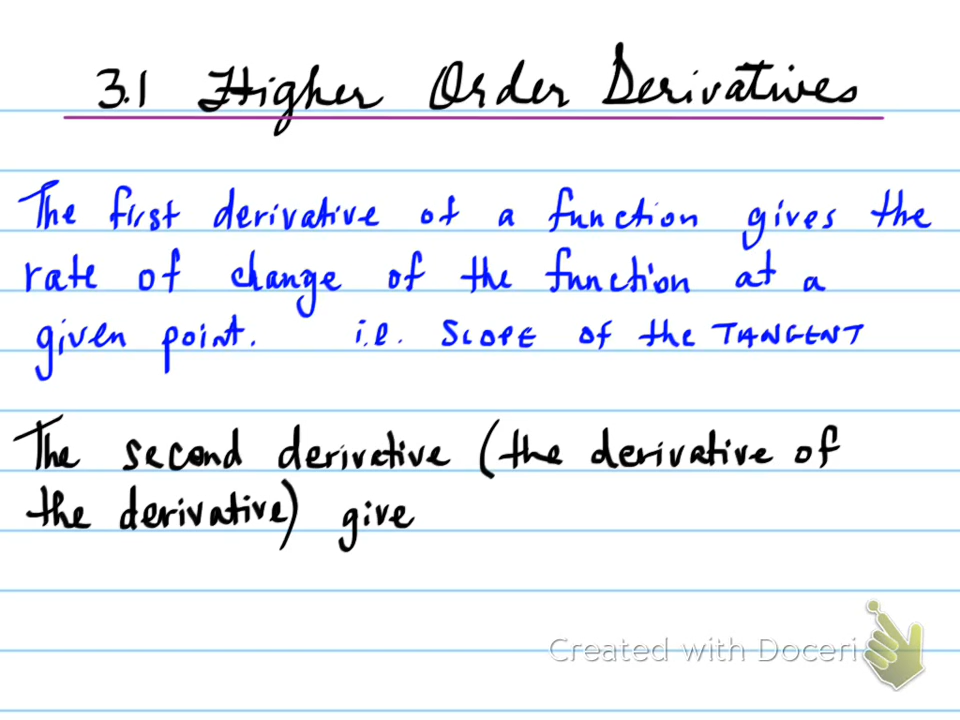 3.1 Higher Order Derivatives
The first derivative of a function gives the
rate of change of the function at a
given point. i.e. SLOPE of the TANGENT
The second derivative (the derivative of
the derivative) give
Created with Doceri